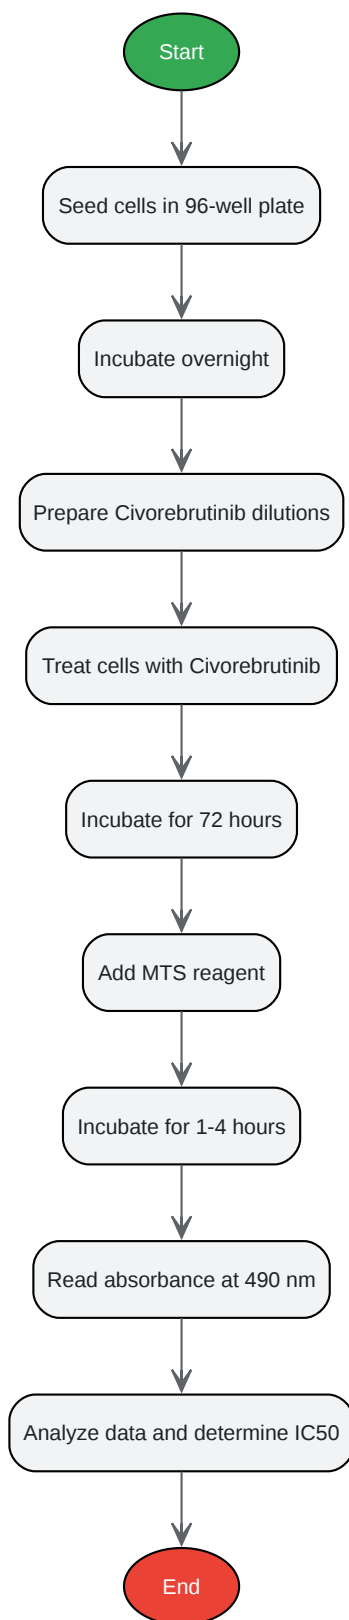 Start
Seed cells in 96-well plate
Incubate overnight
Prepare Civorebrutinib dilutions
Treat cells with Civorebrutinib
Incubate for 72 hours
Add MTS reagent
Incubate for 1-4 hours
Read absorbance at 490 nm
Analyze data and determine IC50
End